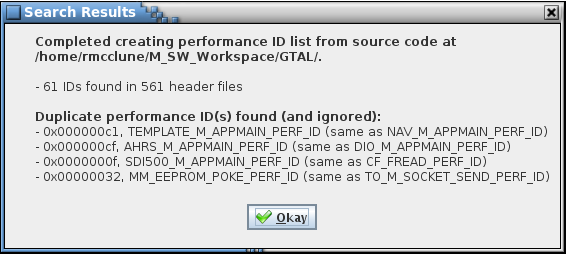 Search Results
Completed creating performance ID list from source code at
/home/rmcclune/M_SW_Workspace/GTAL/.
- 61 IDs found in 561 header files
Duplicate performance ID(s) found (and ignored):
- 0x000000c1, TEMPLATE_M_APPMAIN_PERF_ID (same as NAV_M_APPMAIN_PERF_ID)
- 0x000000cf, AHRS_M_APPMAIN_PERF_ID (same as DIO_M_APPMAIN_PERF_ID)
- 0x0000000f, SDI500_M_APPMAIN_PERF_ID (same as CF_FREAD_PERF_ID)
- 0x00000032, MM_EEPROM_POKE_PERF_ID (same as TO_M_SOCKET_SEND_PERF_ID)
Okay